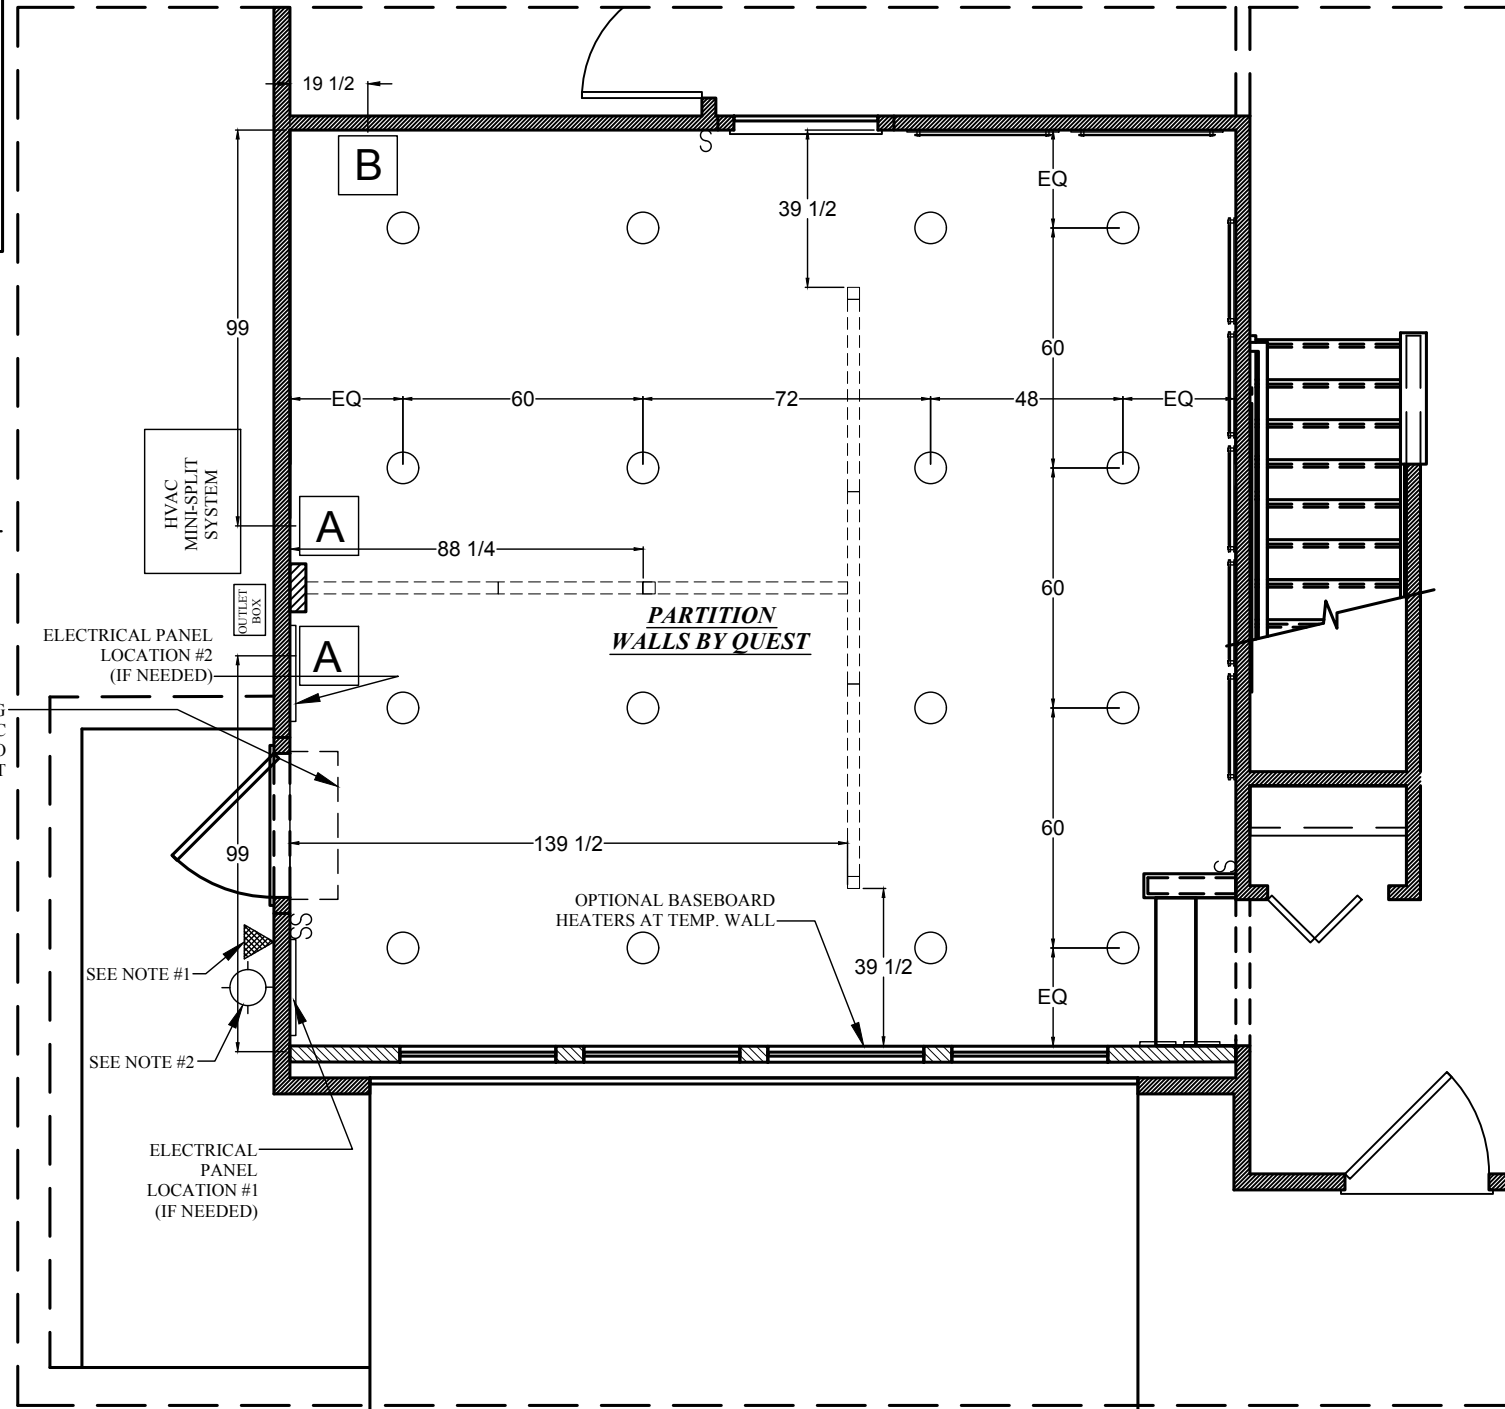 19 1/2
B
S
EQ
39 1/2
99
60
EQ
60
72
48
EQ
HVAC
MINI-SPLIT
SYSTEM
A
88 1/4
OUTLET
BOX
60
PARTITION
WALLS BY QUEST
ELECTRICAL PANEL
LOCATION #2
(IF NEEDED)
A
G
C
O
T
60
139 1/2
99
S
OPTIONAL BASEBOARD
HEATERS AT TEMP. WALL
SS
SEE NOTE #1
39 1/2
EQ
SEE NOTE #2
ELECTRICAL
PANEL
LOCATION #1
(IF NEEDED)